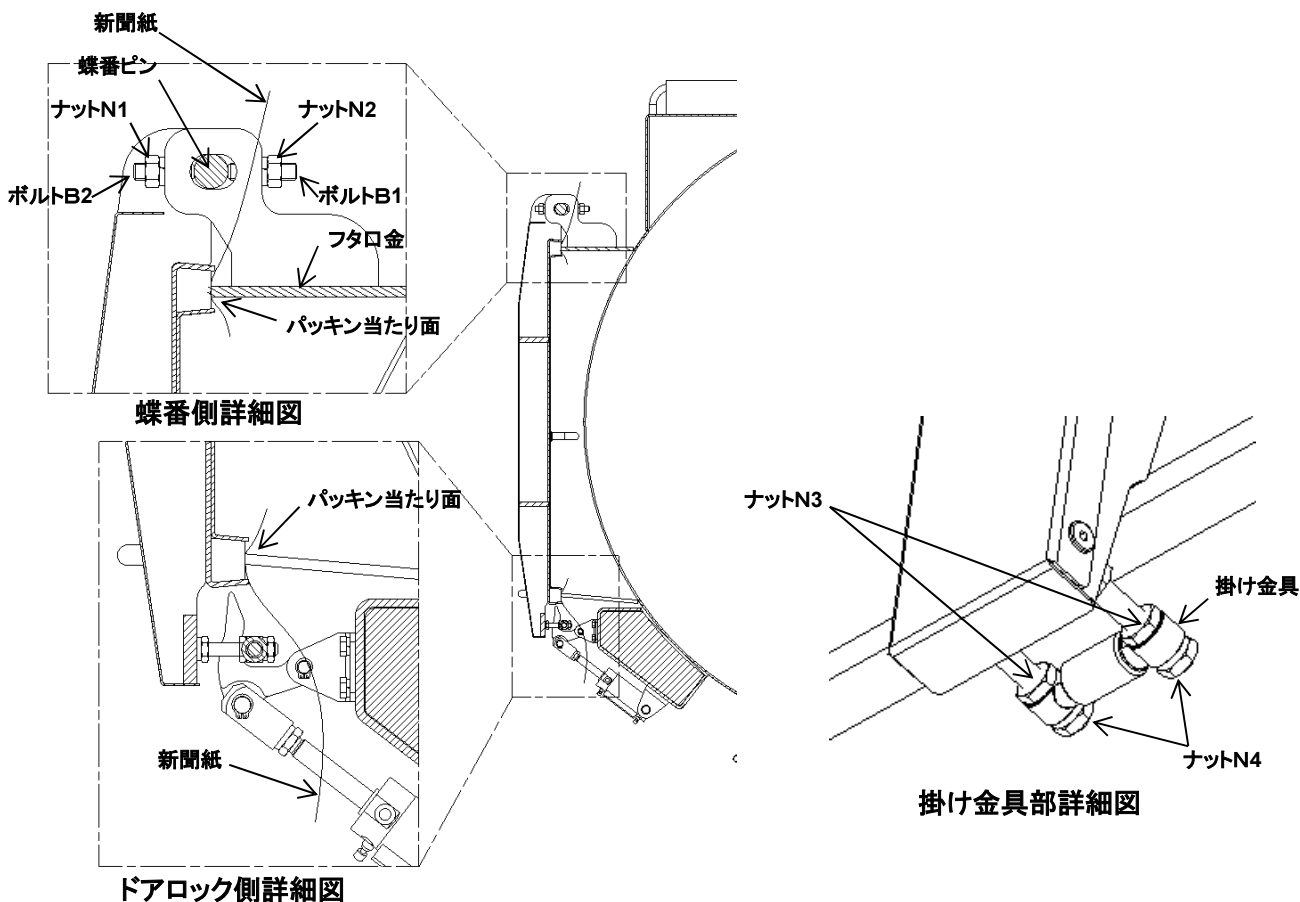 新聞紙
蝶番ピン
ナットN1
ナットN2
ボルトB2
ボルトB1
フタ口金
パッキン当たり面
蝶番側詳細図
パッキン当たり面
新聞紙
ドアロック側詳細図
ナットN3
掛け金具
ナットN4
掛け金具部詳細図